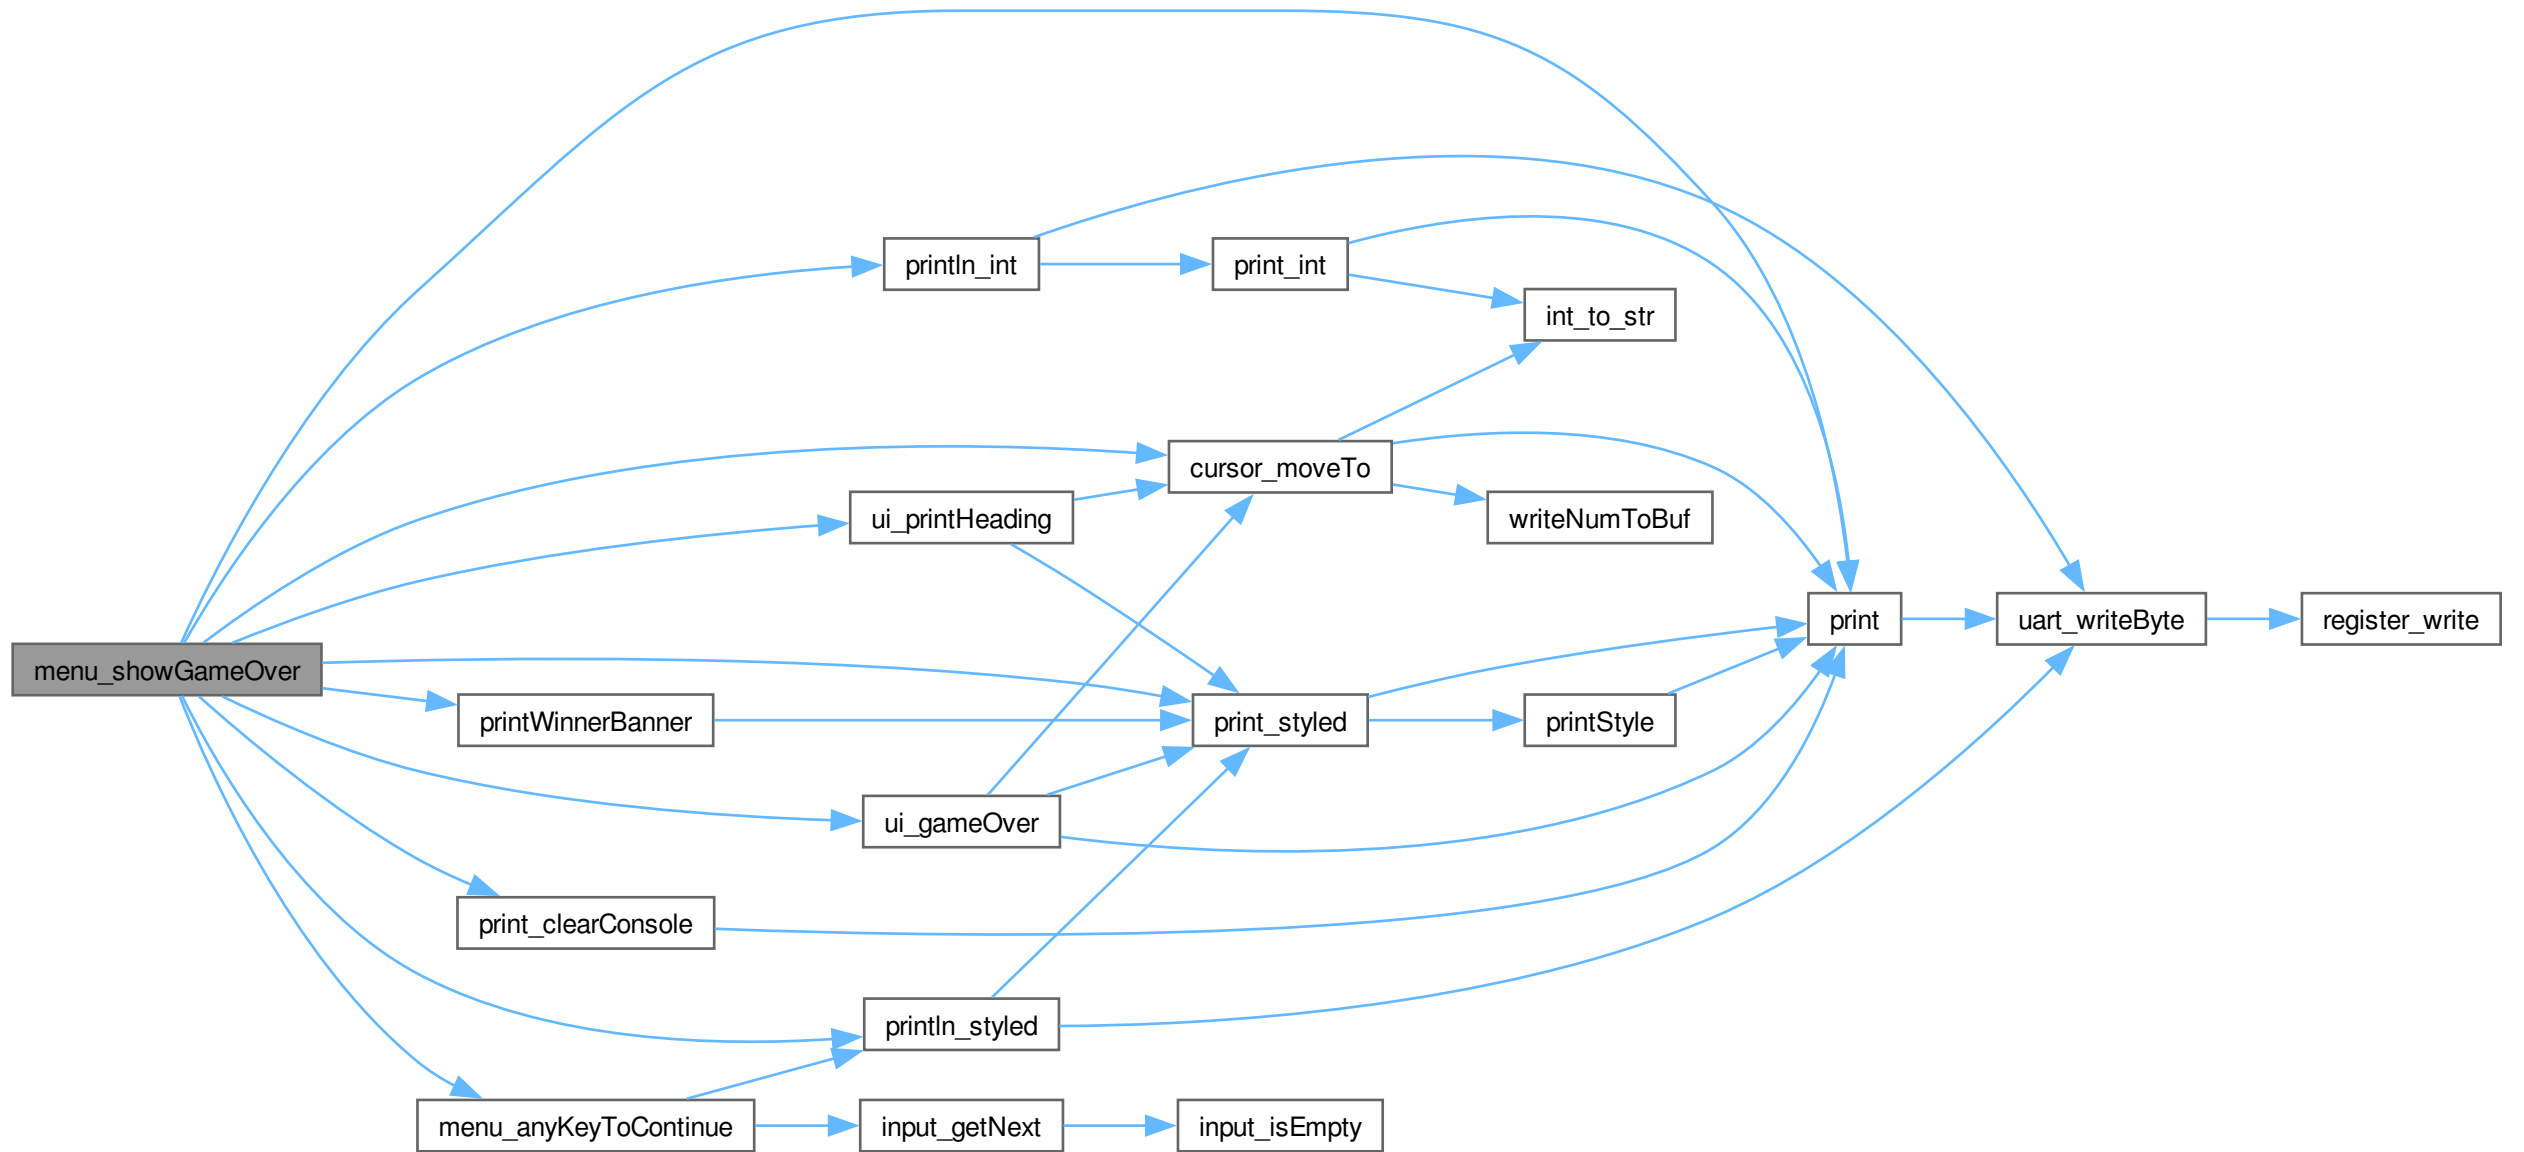 println_int
print_int
int_to_str
cursor_moveTo
ui_printHeading
writeNumToBuf
print
uart_writeByte
register_write
menu_showGameOver
printWinnerBanner
print_styled
printStyle
ui_gameOver
print_clearConsole
println_styled
menu_anyKeyToContinue
input_getNext
input_isEmpty